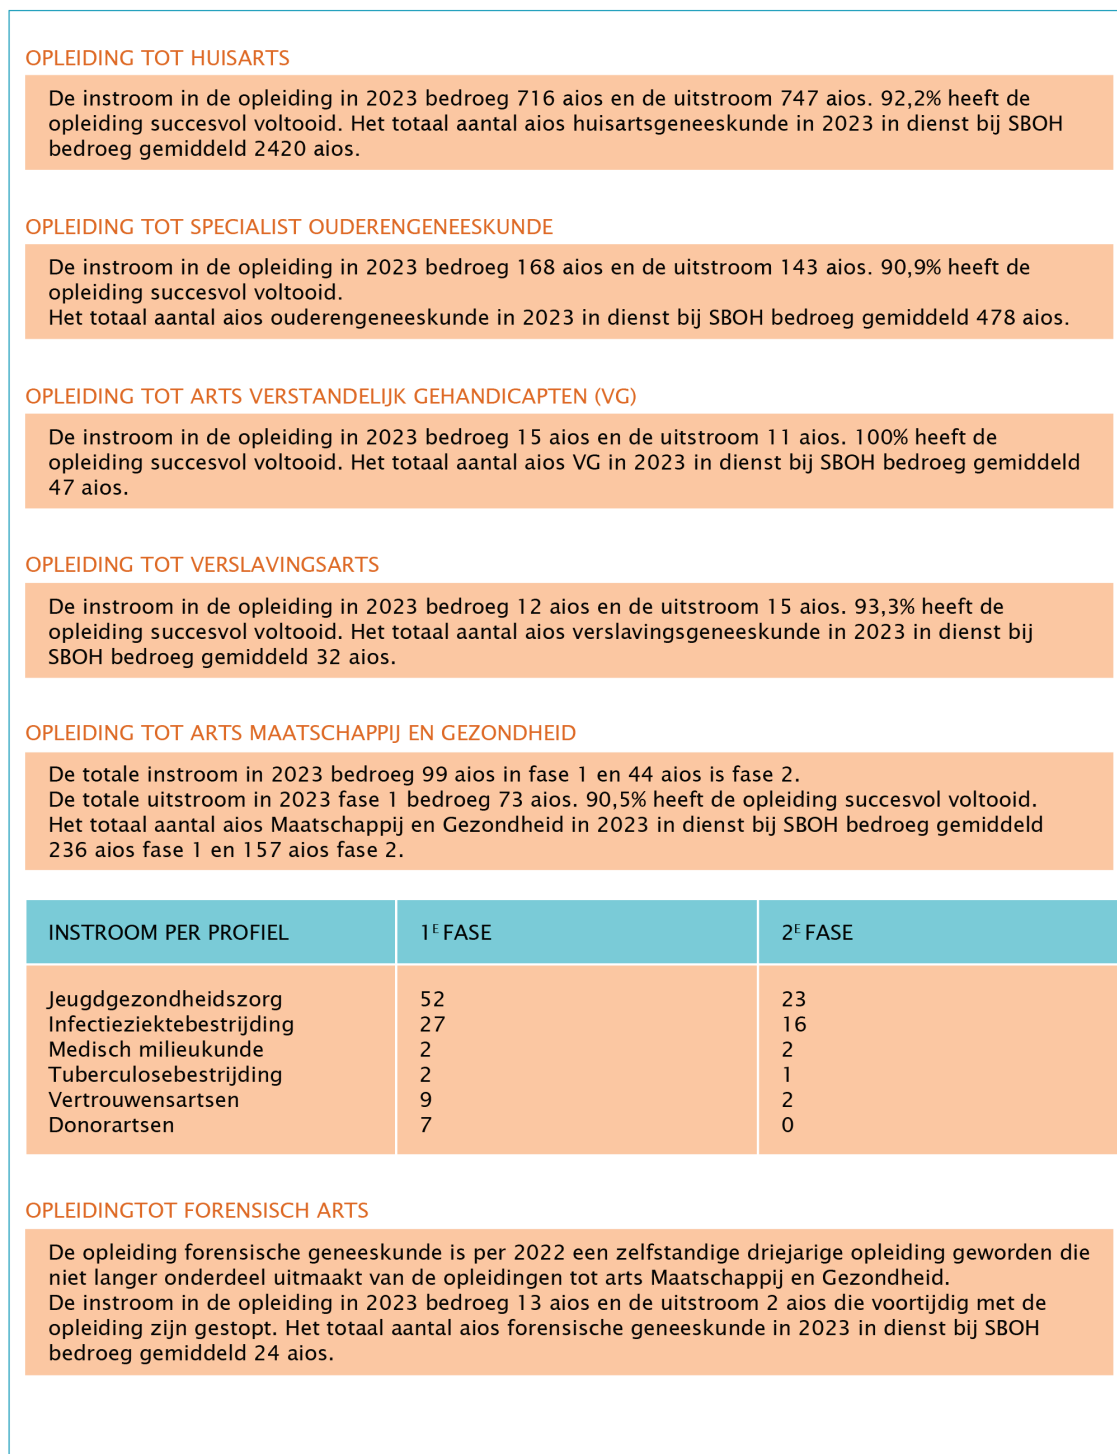 OPLEIDING TOT HUISARTS
De instroom in de opleiding in 2023 bedroeg 716 aios en de uitstroom 747 aios. 92,2% heeft de
opleiding succesvol voltooid. Het totaal aantal aios huisartsgeneeskunde in 2023 in dienst bij SBOH
bedroeg gemiddeld 2420 aios.
OPLEIDING TOT SPECIALIST OUDERENGENEESKUNDE
De instroom in de opleiding in 2023 bedroeg 168 aios en de uitstroom 143 aios. 90,9% heeft de
opleiding succesvol voltooid.
Het totaal aantal aios ouderengeneeskunde in 2023 in dienst bij SBOH bedroeg gemiddeld 478 aios.
OPLEIDING TOT ARTS VERSTANDELIJK GEHANDICAPTEN (VG)
De instroom in de opleiding in 2023 bedroeg 15 aios en de uitstroom 11 aios. 100% heeft de
opleiding succesvol voltooid. Het totaal aantal aios VG in 2023 in dienst bij SBOH bedroeg gemiddeld
47 aios.
OPLEIDING TOT VERSLAVINGSARTS
De instroom in de opleiding in 2023 bedroeg 12 aios en de uitstroom 15 aios. 93,3% heeft de
opleiding succesvol voltooid. Het totaal aantal aios verslavingsgeneeskunde in 2023 in dienst bij
SBOH bedroeg gemiddeld 32 aios.
OPLEIDING TOT ARTS MAATSCHAPPIJ EN GEZONDHEID
De totale instroom in 2023 bedroeg 99 aios in fase 1 en 44 aios is fase 2.
De totale uitstroom in 2023 fase 1 bedroeg 73 aios. 90,5% heeft de opleiding succesvol voltooid.
Het totaal aantal aios Maatschappij en Gezondheid in 2023 in dienst bij SBOH bedroeg gemiddeld
236 aios fase 1 en 157 aios fase 2.
INSTROOM PER PROFIEL 1E FASE 2E FASE
Jeugdgezondheidszorg 52 23
Infectieziektebestrijding 27 16
Medisch milieukunde 2 2
Tuberculosebestrijding 2 1
Vertrouwensartsen 9 2
Donorartsen 7 0
OPLEIDINGTOT FORENSISCH ARTS
De opleiding forensische geneeskunde is per 2022 een zelfstandige driejarige opleiding geworden die
niet langer onderdeel uitmaakt van de opleidingen tot arts Maatschappij en Gezondheid.
De instroom in de opleiding in 2023 bedroeg 13 aios en de uitstroom 2 aios die voortijdig met de
opleiding zijn gestopt. Het totaal aantal aios forensische geneeskunde in 2023 in dienst bij SBOH
bedroeg gemiddeld 24 aios.